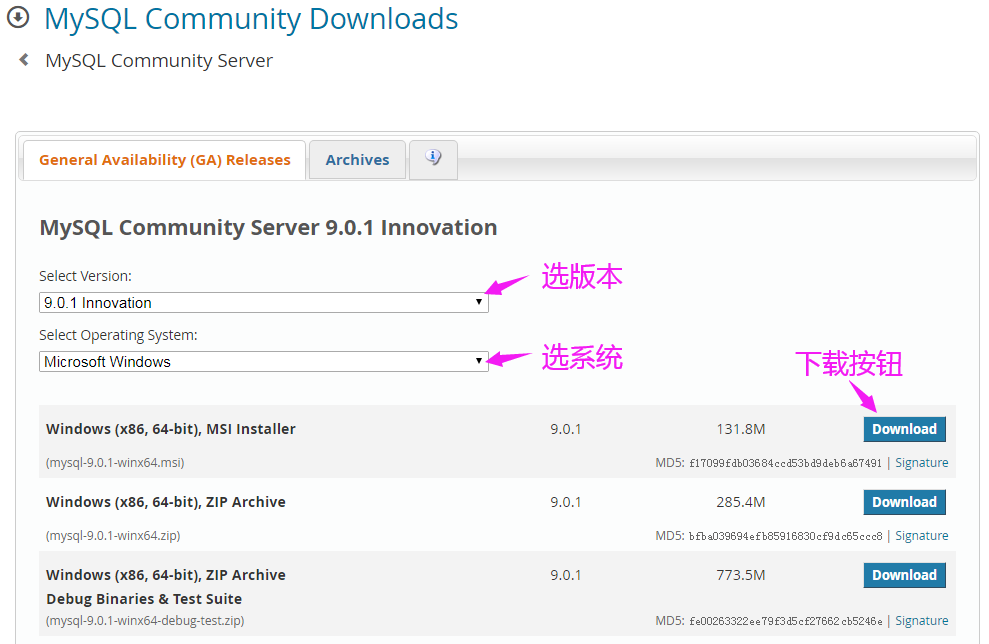 MySQL Community Downloads
MySQL Community Server
General Availability (GA) Releases
Archives
MySQL Community Server 9.0.1 Innovation
Select Version:
选版本
9.0.1 Innovation
Select Operating System:
选系统
Microsoft Windows
下载按钮
Windows (x86, 64-bit), MSI Installer 9.0.1 131.8M Download
(mysql-9.0.1-winx64.msi) MD5: f17099fdb03684ccd53bd9deb6a67491 | Signature
Windows (x86, 64-bit), ZIP Archive 9.0.1 285.4M Download
(mysql-9.0.1-winx64.zip) MD5: bfba039694efb85916830cf9dc65ccc8 | Signature
Windows (x86, 64-bit), ZIP Archive 9.0.1 773.5M Download
Debug Binaries & Test Suite
(mysql-9.0.1-winx64-debug-test.zip) MD5: fe00263322ee79f3d5cf27662cb5246e | Signature